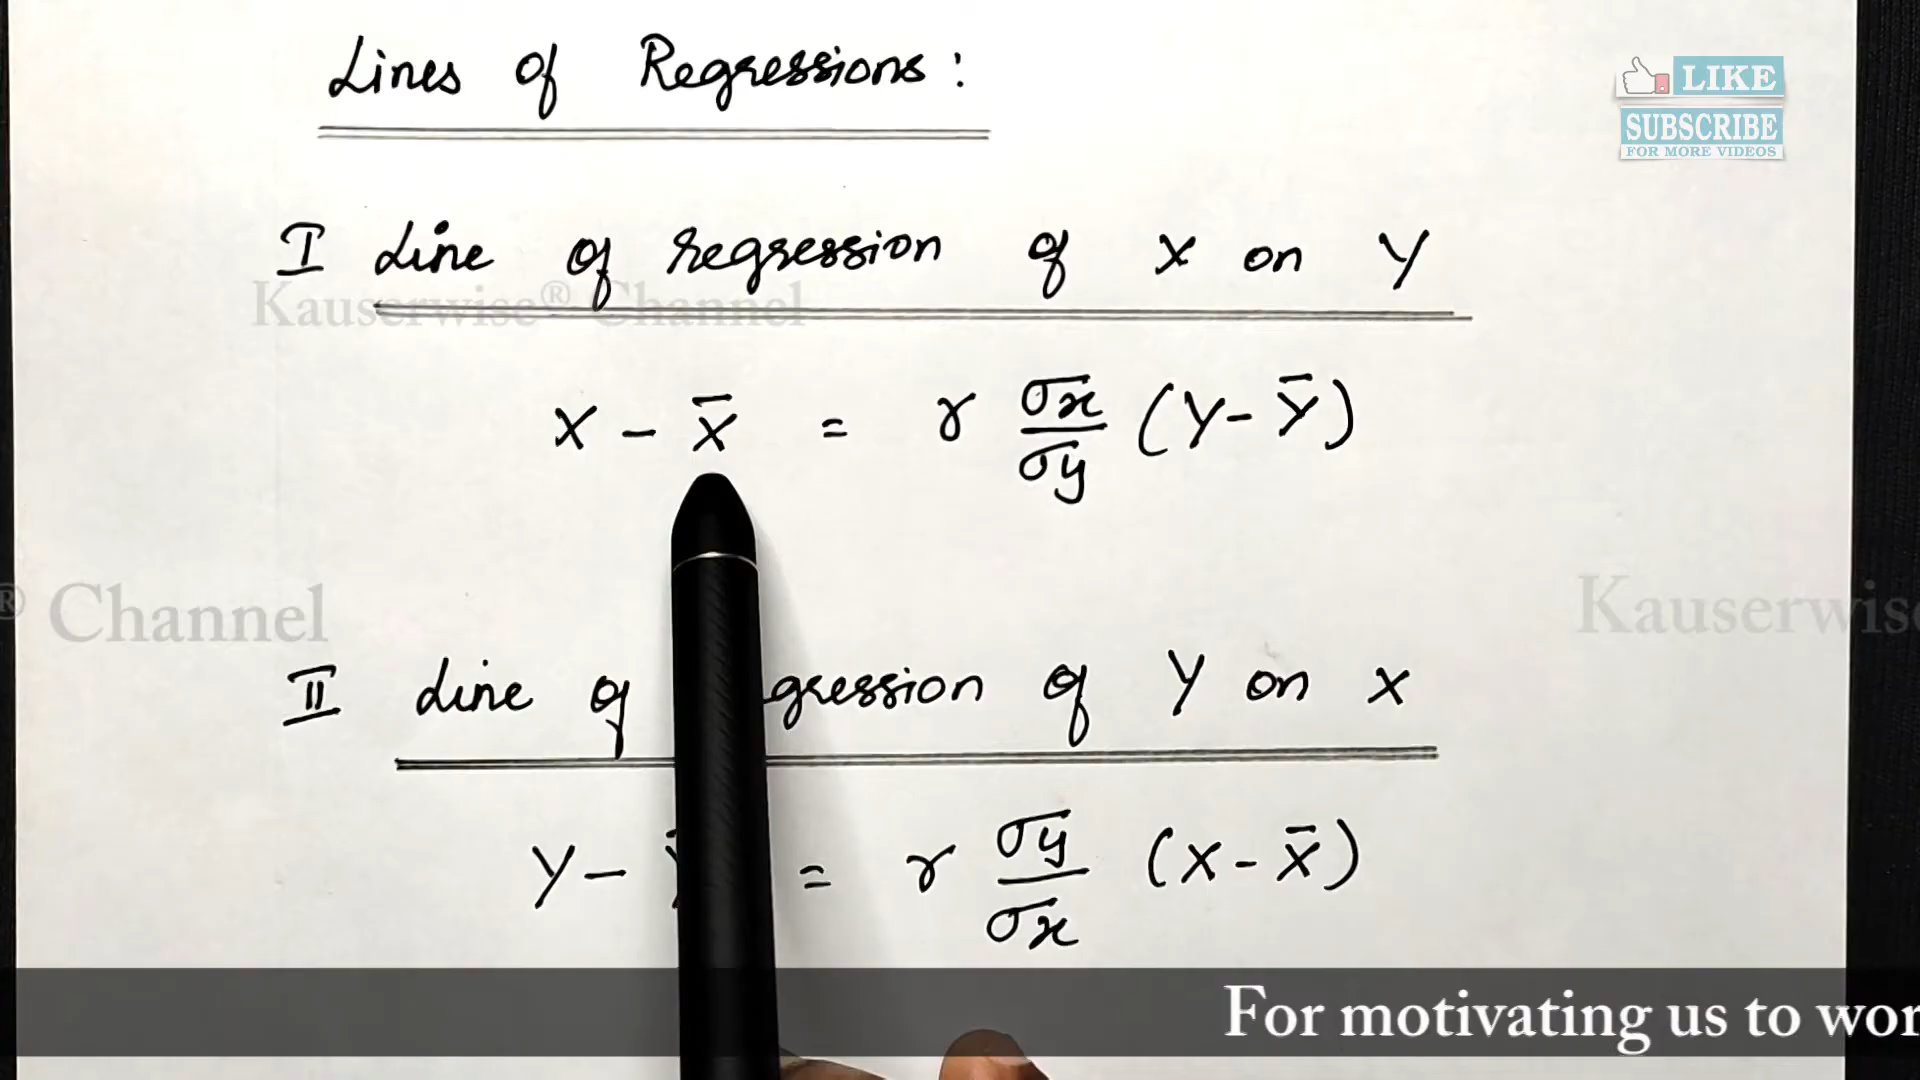 Lines of Regressions:
LIKE
SUBSCRIBE
FOR MORE VIDEOS
I Line of regression of X on Y
Kauserwise® Channel
X - X̄ = r σx/σy (Y - Ȳ)
® Channel
Kauserwise
II Line of gression of Y on X
Y - = r σy/σx (X - X̄)
For motivating us to wor